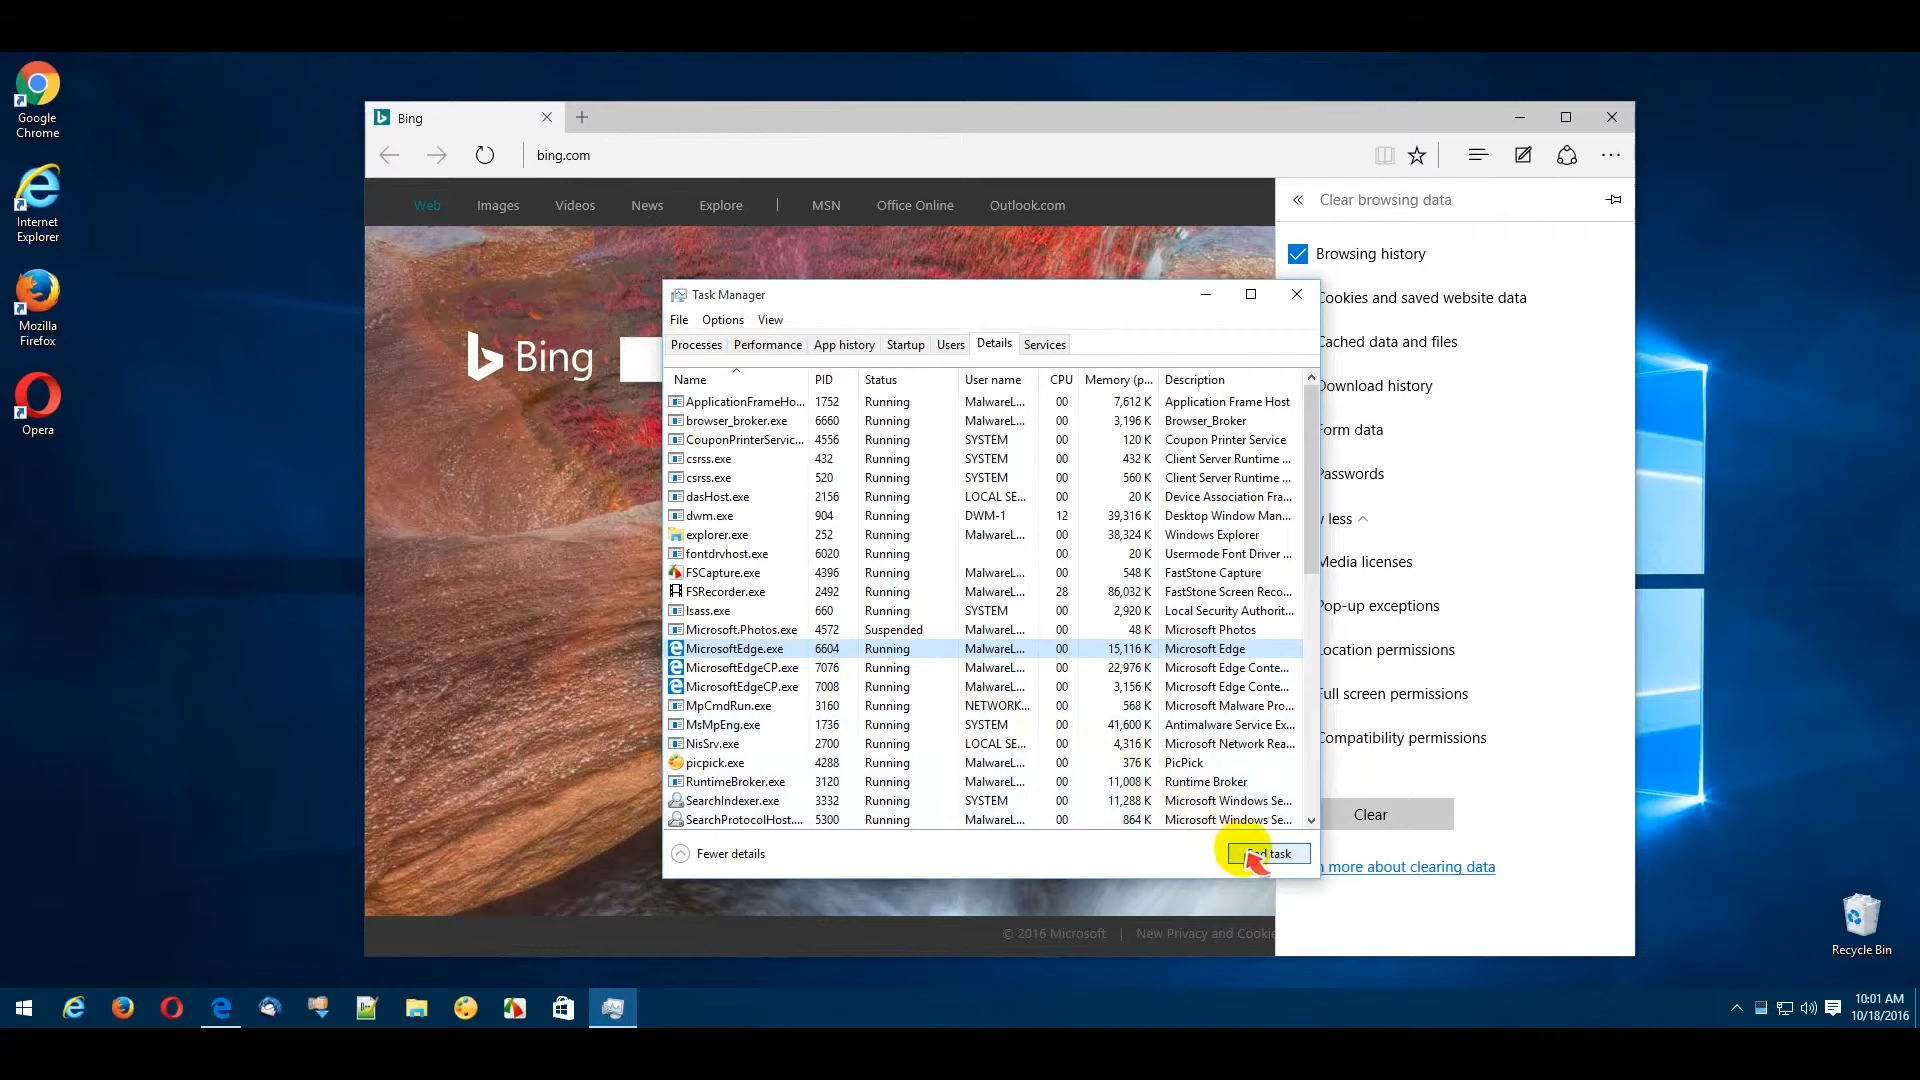 Google
Chrome
Internet
Explorer
Mozilla
Firefox
Opera
Bing
bing.com
Web Images Videos News Explore | MSN Office Online Outlook.com
Bing
© 2016 Microsoft | New Privacy and Cookie
Clear browsing data
Browsing history
Cookies and saved website data
Cached data and files
Download history
Form data
Passwords
less
Media licenses
Pop-up exceptions
Location permissions
Full screen permissions
Compatibility permissions
Clear
more about clearing data
Task Manager
File Options View
Processes Performance App history Startup Users Details Services
Name PID Status User name CPU Memory (p... Description
ApplicationFrameHo... 1752 Running MalwareL... 00 7,612 K Application Frame Host
browser_broker.exe 6660 Running MalwareL... 00 3,196 K Browser_Broker
CouponPrinterServic... 4556 Running SYSTEM 00 120 K Coupon Printer Service
csrss.exe 432 Running SYSTEM 00 432 K Client Server Runtime ...
csrss.exe 520 Running SYSTEM 00 560 K Client Server Runtime ...
dasHost.exe 2156 Running LOCAL SE... 00 20 K Device Association Fra...
dwm.exe 904 Running DWM-1 12 39,316 K Desktop Window Man...
explorer.exe 252 Running MalwareL... 00 38,324 K Windows Explorer
fontdrvhost.exe 6020 Running 00 20 K Usermode Font Driver ...
FSCapture.exe 4396 Running MalwareL... 00 548 K FastStone Capture
FSRecorder.exe 2492 Running MalwareL... 28 86,032 K FastStone Screen Reco...
lsass.exe 660 Running SYSTEM 00 2,920 K Local Security Authorit...
Microsoft.Photos.exe 4572 Suspended MalwareL... 00 48 K Microsoft Photos
MicrosoftEdge.exe 6604 Running MalwareL... 00 15,116 K Microsoft Edge
MicrosoftEdgeCP.exe 7076 Running MalwareL... 00 22,976 K Microsoft Edge Conte...
MicrosoftEdgeCP.exe 7008 Running MalwareL... 00 3,156 K Microsoft Edge Conte...
MpCmdRun.exe 3160 Running NETWORK... 00 568 K Microsoft Malware Pro...
MsMpEng.exe 1736 Running SYSTEM 00 41,600 K Antimalware Service Ex...
NisSrv.exe 2700 Running LOCAL SE... 00 4,316 K Microsoft Network Rea...
picpick.exe 4288 Running MalwareL... 00 376 K PicPick
RuntimeBroker.exe 3120 Running MalwareL... 00 11,008 K Runtime Broker
SearchIndexer.exe 3332 Running SYSTEM 00 11,288 K Microsoft Windows Se...
SearchProtocolHost.... 5300 Running MalwareL... 00 864 K Microsoft Windows Se...
Fewer details
task
Recycle Bin
10:01 AM
10/18/2016